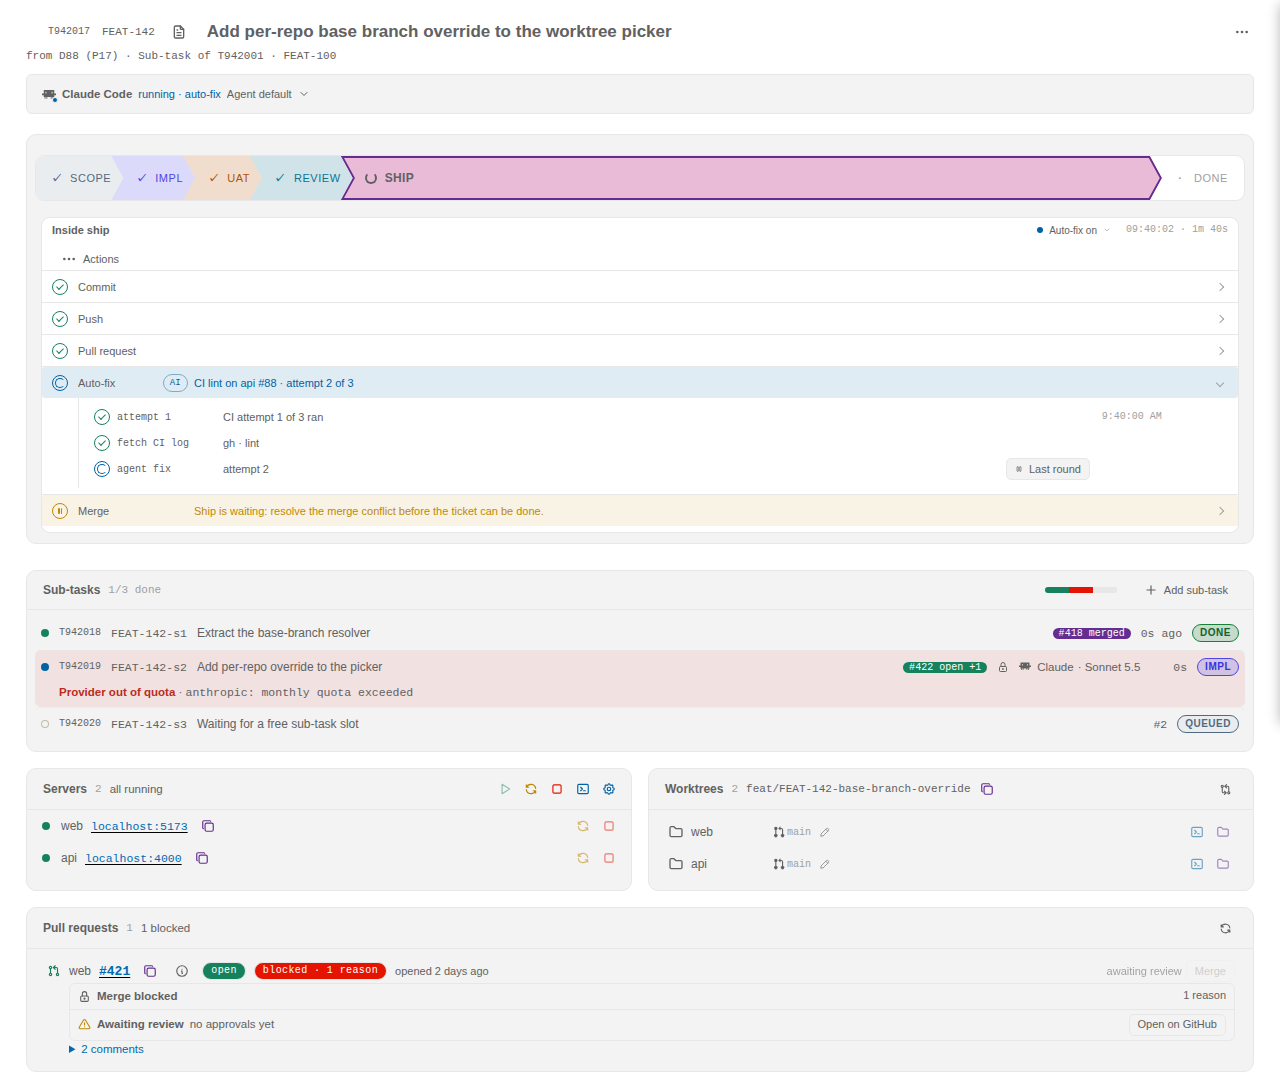 T942017 FEAT-142 Add per-repo base branch override to the worktree picker
from D88 (P17) · Sub-task of T942001 · FEAT-100
Claude Code running · auto-fix Agent default
SCOPE IMPL UAT REVIEW SHIP DONE
Inside ship Auto-fix on 09:40:02 · 1m 40s
Actions
Commit
Push
Pull request
Auto-fix AI CI lint on api #88 · attempt 2 of 3
attempt 1 CI attempt 1 of 3 ran 9:40:00 AM
fetch CI log gh · lint
agent fix attempt 2 Last round
Merge Ship is waiting: resolve the merge conflict before the ticket can be done.
Sub-tasks 1/3 done Add sub-task
T942018 FEAT-142-s1 Extract the base-branch resolver #418 merged 0s ago DONE
T942019 FEAT-142-s2 Add per-repo override to the picker #422 open +1 Claude · Sonnet 5.5 0s IMPL
Provider out of quota · anthropic: monthly quota exceeded
T942020 FEAT-142-s3 Waiting for a free sub-task slot #2 QUEUED
Servers 2 all running
web localhost:5173
api localhost:4000
Worktrees 2 feat/FEAT-142-base-branch-override
web main
api main
Pull requests 1 1 blocked
web #421 open blocked · 1 reason opened 2 days ago awaiting review Merge
Merge blocked 1 reason
Awaiting review no approvals yet Open on GitHub
2 comments